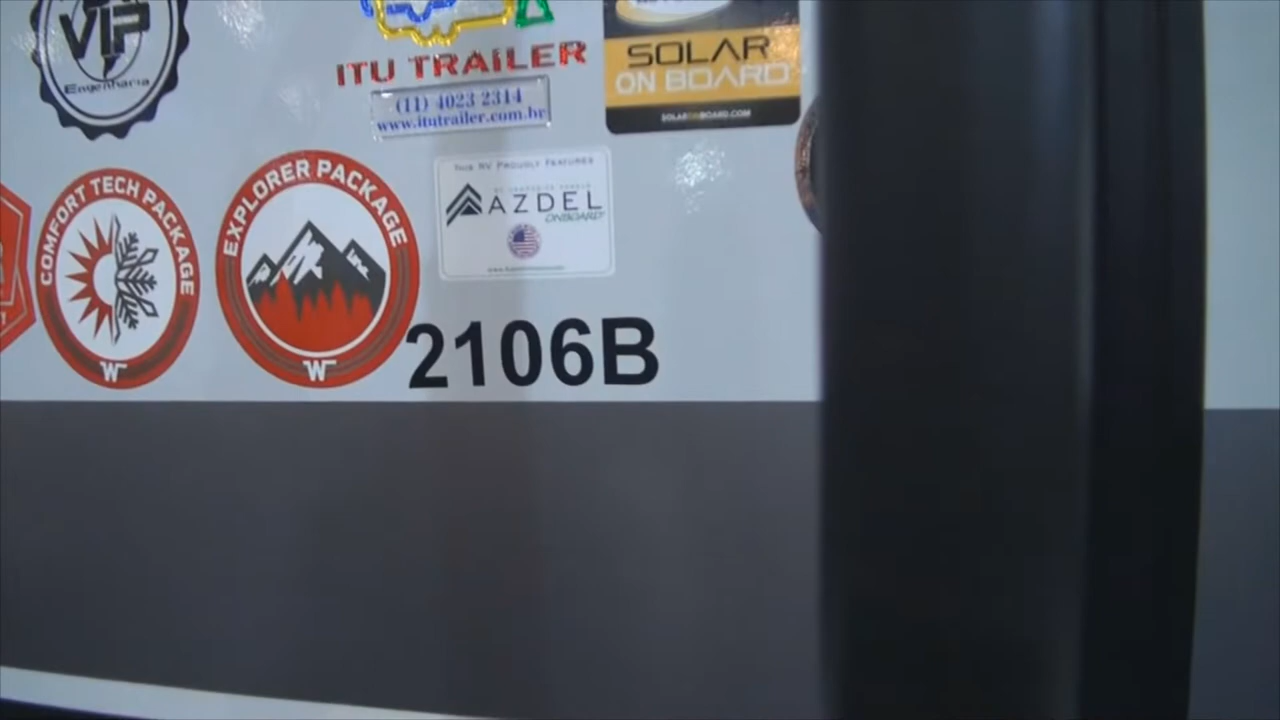 VIP
Engenharia
ITU TRAILER
(11) 4023 2314
www.itutrailer.com.br
SOLAR
ON BOARD
SOLARONBOARD.COM
COMFORT TECH PACKAGE
W
EXPLORER PACKAGE
W
THIS RV PROUDLY FEATURES
AZDEL
ONBOARD
2106B